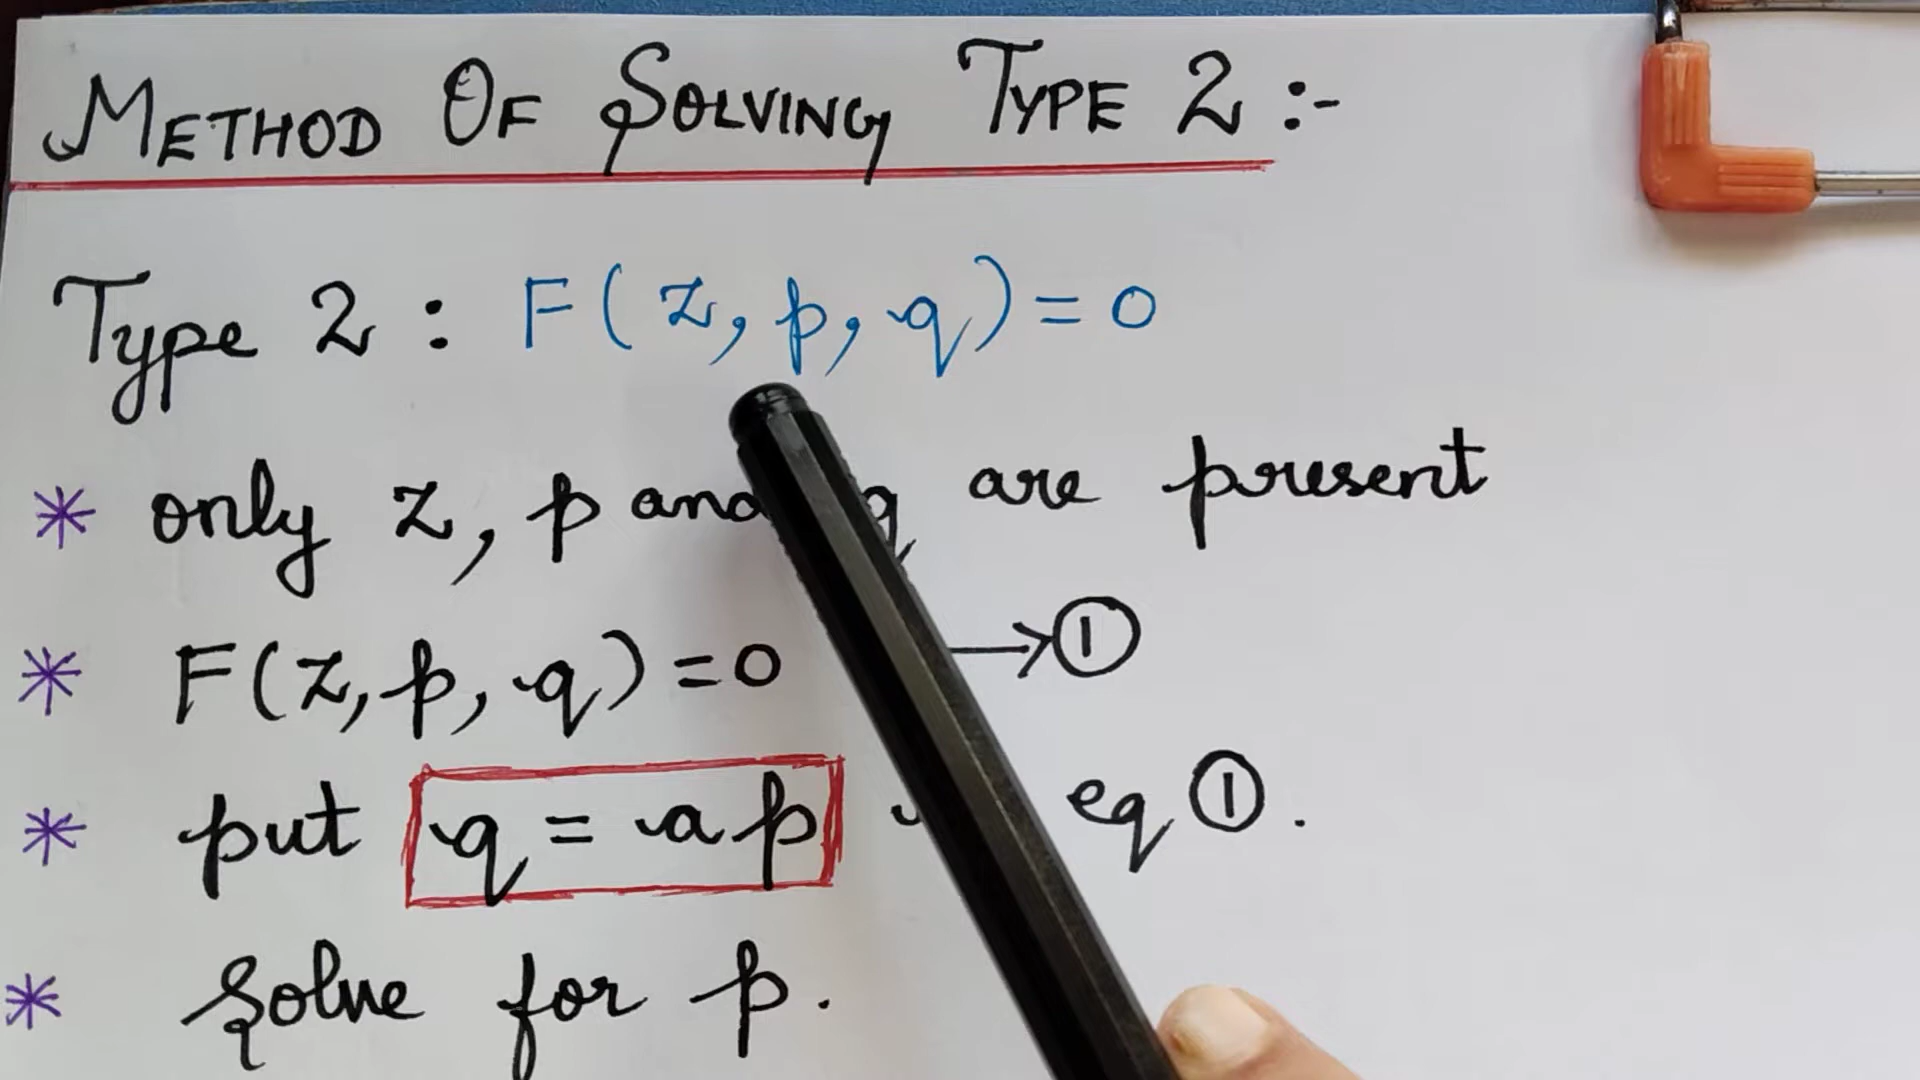 METHOD OF SOLVING TYPE 2 :-
Type 2 : F(z, p, q) = 0
* only z, p and q are present
* F(z, p, q) = 0 → ①
* put q = ap eq ①.
* Solve for p.